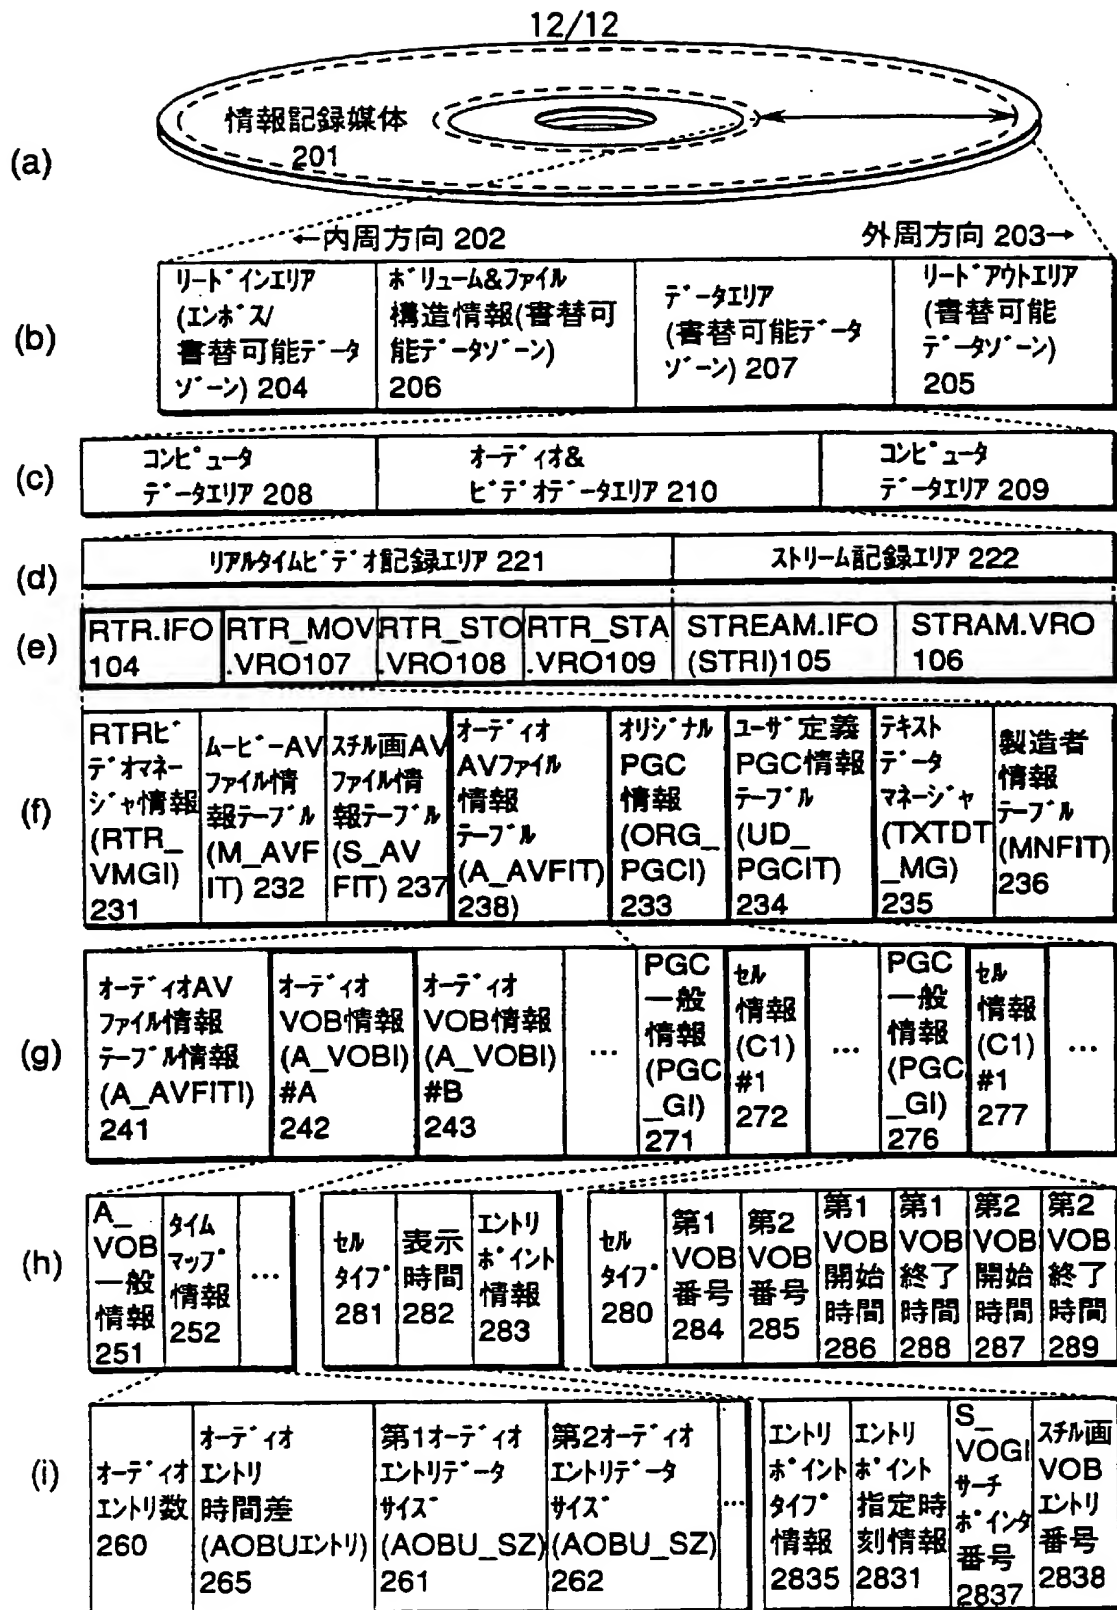 12/12
情報記録媒体
201
(a)
←内周方向 202
外周方向 203→
(b)
リードインエリア
(エンボス/
書替可能データ
ゾーン) 204
ボリューム&ファイル
構造情報(書替可
能データゾーン)
206
データエリア
(書替可能データ
ゾーン) 207
リードアウトエリア
(書替可能
データゾーン)
205
(c)
コンピュータ
データエリア 208
オーディオ&
ビデオデータエリア 210
コンピュータ
データエリア 209
(d)
リアルタイムビデオ記録エリア 221
ストリーム記録エリア 222
(e)
RTR.IFO
104
RTR_MOV
.VRO107
RTR_STO
.VRO108
RTR_STA
.VRO109
STREAM.IFO
(STRI)105
STRAM.VRO
106
(f)
RTRビ
デオマネー
ジャ情報
(RTR_
VMGI)
231
ムービーAV
ファイル情
報テーブル
(M_AVF
IT) 232
スチル画AV
ファイル情
報テーブル
(S_AV
FIT) 237
オーディオ
AVファイル
情報
テーブル
(A_AVFIT)
238)
オリジナル
PGC
情報
(ORG_
PGCI)
233
ユーザ定義
PGC情報
テーブル
(UD_
PGCIT)
234
テキスト
データ
マネージャ
(TXTDT
_MG)
235
製造者
情報
テーブル
(MNFIT)
236
(g)
オーディオAV
ファイル情報
テーブル情報
(A_AVFITI)
241
オーディオ
VOB情報
(A_VOBI)
#A
242
オーディオ
VOB情報
(A_VOBI)
#B
243
…
PGC
一般
情報
(PGC
_GI)
271
セル
情報
(C1)
#1
272
…
PGC
一般
情報
(PGC
_GI)
276
セル
情報
(C1)
#1
277
…
(h)
A_
VOB
一般
情報
251
タイム
マップ
情報
252
…
セル
タイプ
281
表示
時間
282
エントリ
ポイント
情報
283
セル
タイプ
280
第1
VOB
番号
284
第2
VOB
番号
285
第1
VOB
開始
時間
286
第1
VOB
終了
時間
288
第2
VOB
開始
時間
287
第2
VOB
終了
時間
289
(i)
オーディオ
エントリ数
260
オーディオ
エントリ
時間差
(AOBUエントリ)
265
第1オーディオ
エントリデータ
サイズ
(AOBU_SZ)
261
第2オーディオ
エントリデータ
サイズ
(AOBU_SZ)
262
…
エントリ
ポイント
タイプ
情報
2835
エントリ
ポイント
指定時
刻情報
2831
S_
VOGI
サーチ
ポインタ
番号
2837
スチル画
VOB
エントリ
番号
2838